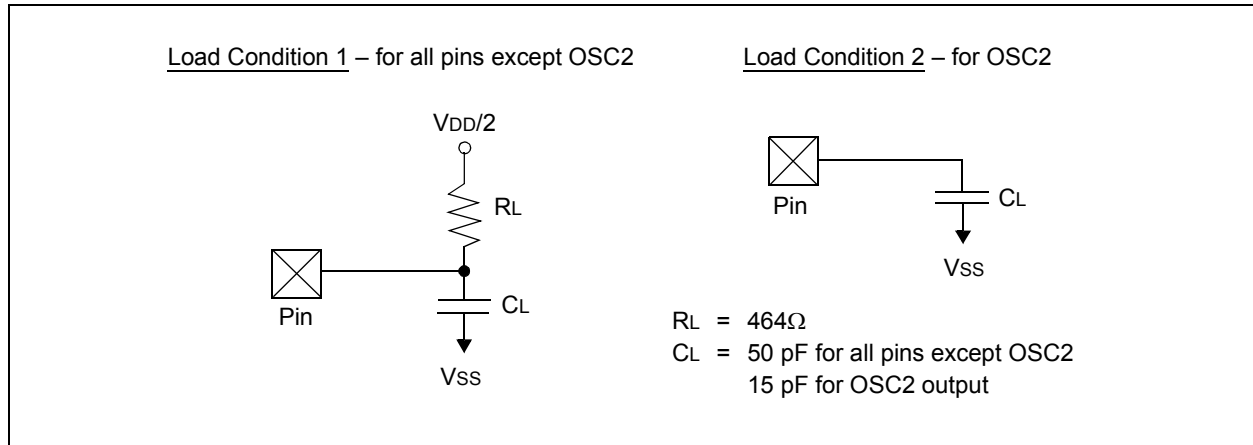 Load Condition 1 – for all pins except OSC2
VDD/2
RL
Pin
CL
VSS
Load Condition 2 – for OSC2
Pin
CL
VSS
RL = 464Ω
CL = 50 pF for all pins except OSC2
15 pF for OSC2 output